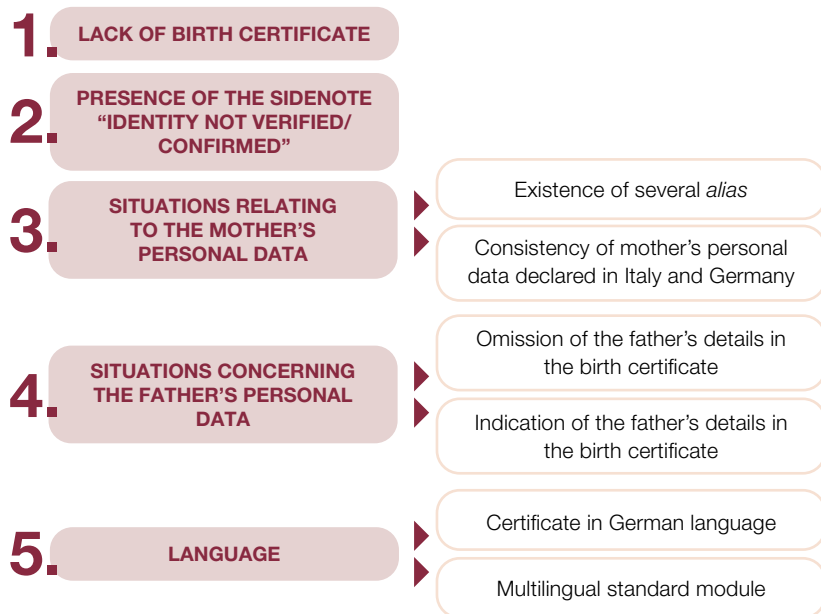 1. LACK OF BIRTH CERTIFICATE
2. PRESENCE OF THE SIDENOTE
“IDENTITY NOT VERIFIED/
CONFIRMED”
3. SITUATIONS RELATING
TO THE MOTHER’S
PERSONAL DATA
Existence of several alias
Consistency of mother’s personal
data declared in Italy and Germany
4. SITUATIONS CONCERNING
THE FATHER’S PERSONAL
DATA
Omission of the father’s details in
the birth certificate
Indication of the father’s details in
the birth certificate
5. LANGUAGE
Certificate in German language
Multilingual standard module